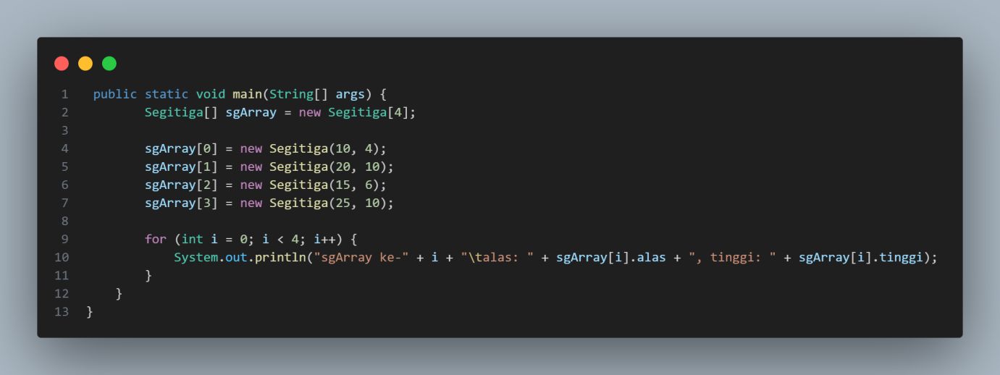 1 public static void main(String[] args) {
2 Segitiga[] sgArray = new Segitiga[4];
3
4 sgArray[0] = new Segitiga(10, 4);
5 sgArray[1] = new Segitiga(20, 10);
6 sgArray[2] = new Segitiga(15, 6);
7 sgArray[3] = new Segitiga(25, 10);
8
9 for (int i = 0; i < 4; i++) {
10 System.out.println("sgArray ke-" + i + "\talas: " + sgArray[i].alas + ", tinggi: " + sgArray[i].tinggi);
11 }
12 }
13 }